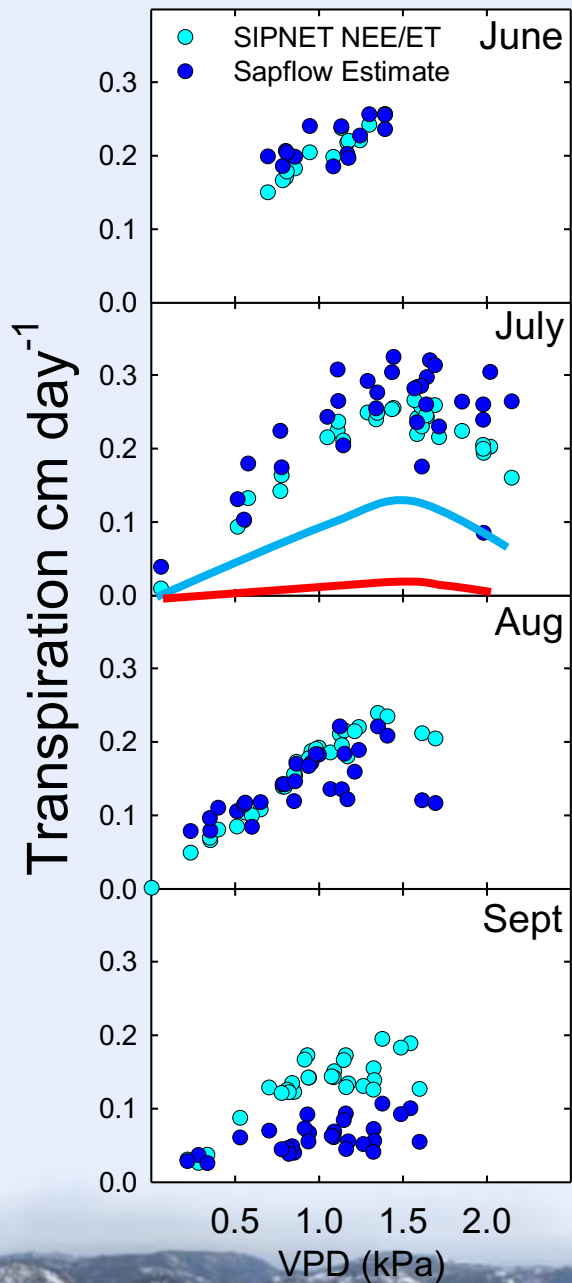 SIPNET NEE/ET
Sapflow Estimate
June
0.3
0.2
0.1
0.0
July
0.3
0.2
0.1
0.0
Aug
0.3
0.2
0.1
0.0
Sept
0.3
0.2
0.1
0.0
0.5 1.0 1.5 2.0
VPD (kPa)
Transpiration cm day⁻¹